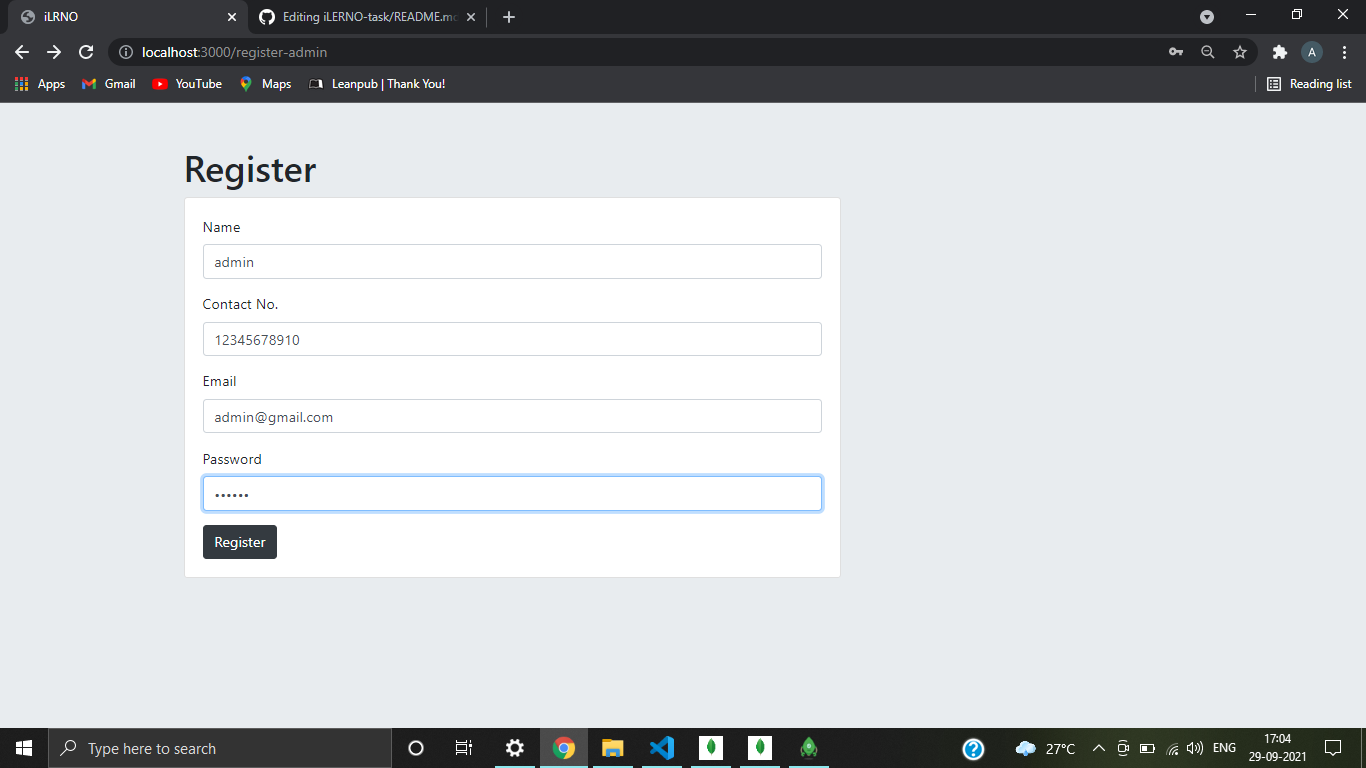 iLRNO
Editing iLERNO-task/README.mc
localhost:3000/register-admin
A
Apps
Gmail
YouTube
Maps
Leanpub | Thank You!
Reading list
Register
Name
admin
Contact No.
12345678910
Email
admin@gmail.com
Password
••••••
Register
Type here to search
27°C
ENG
17:04
29-09-2021